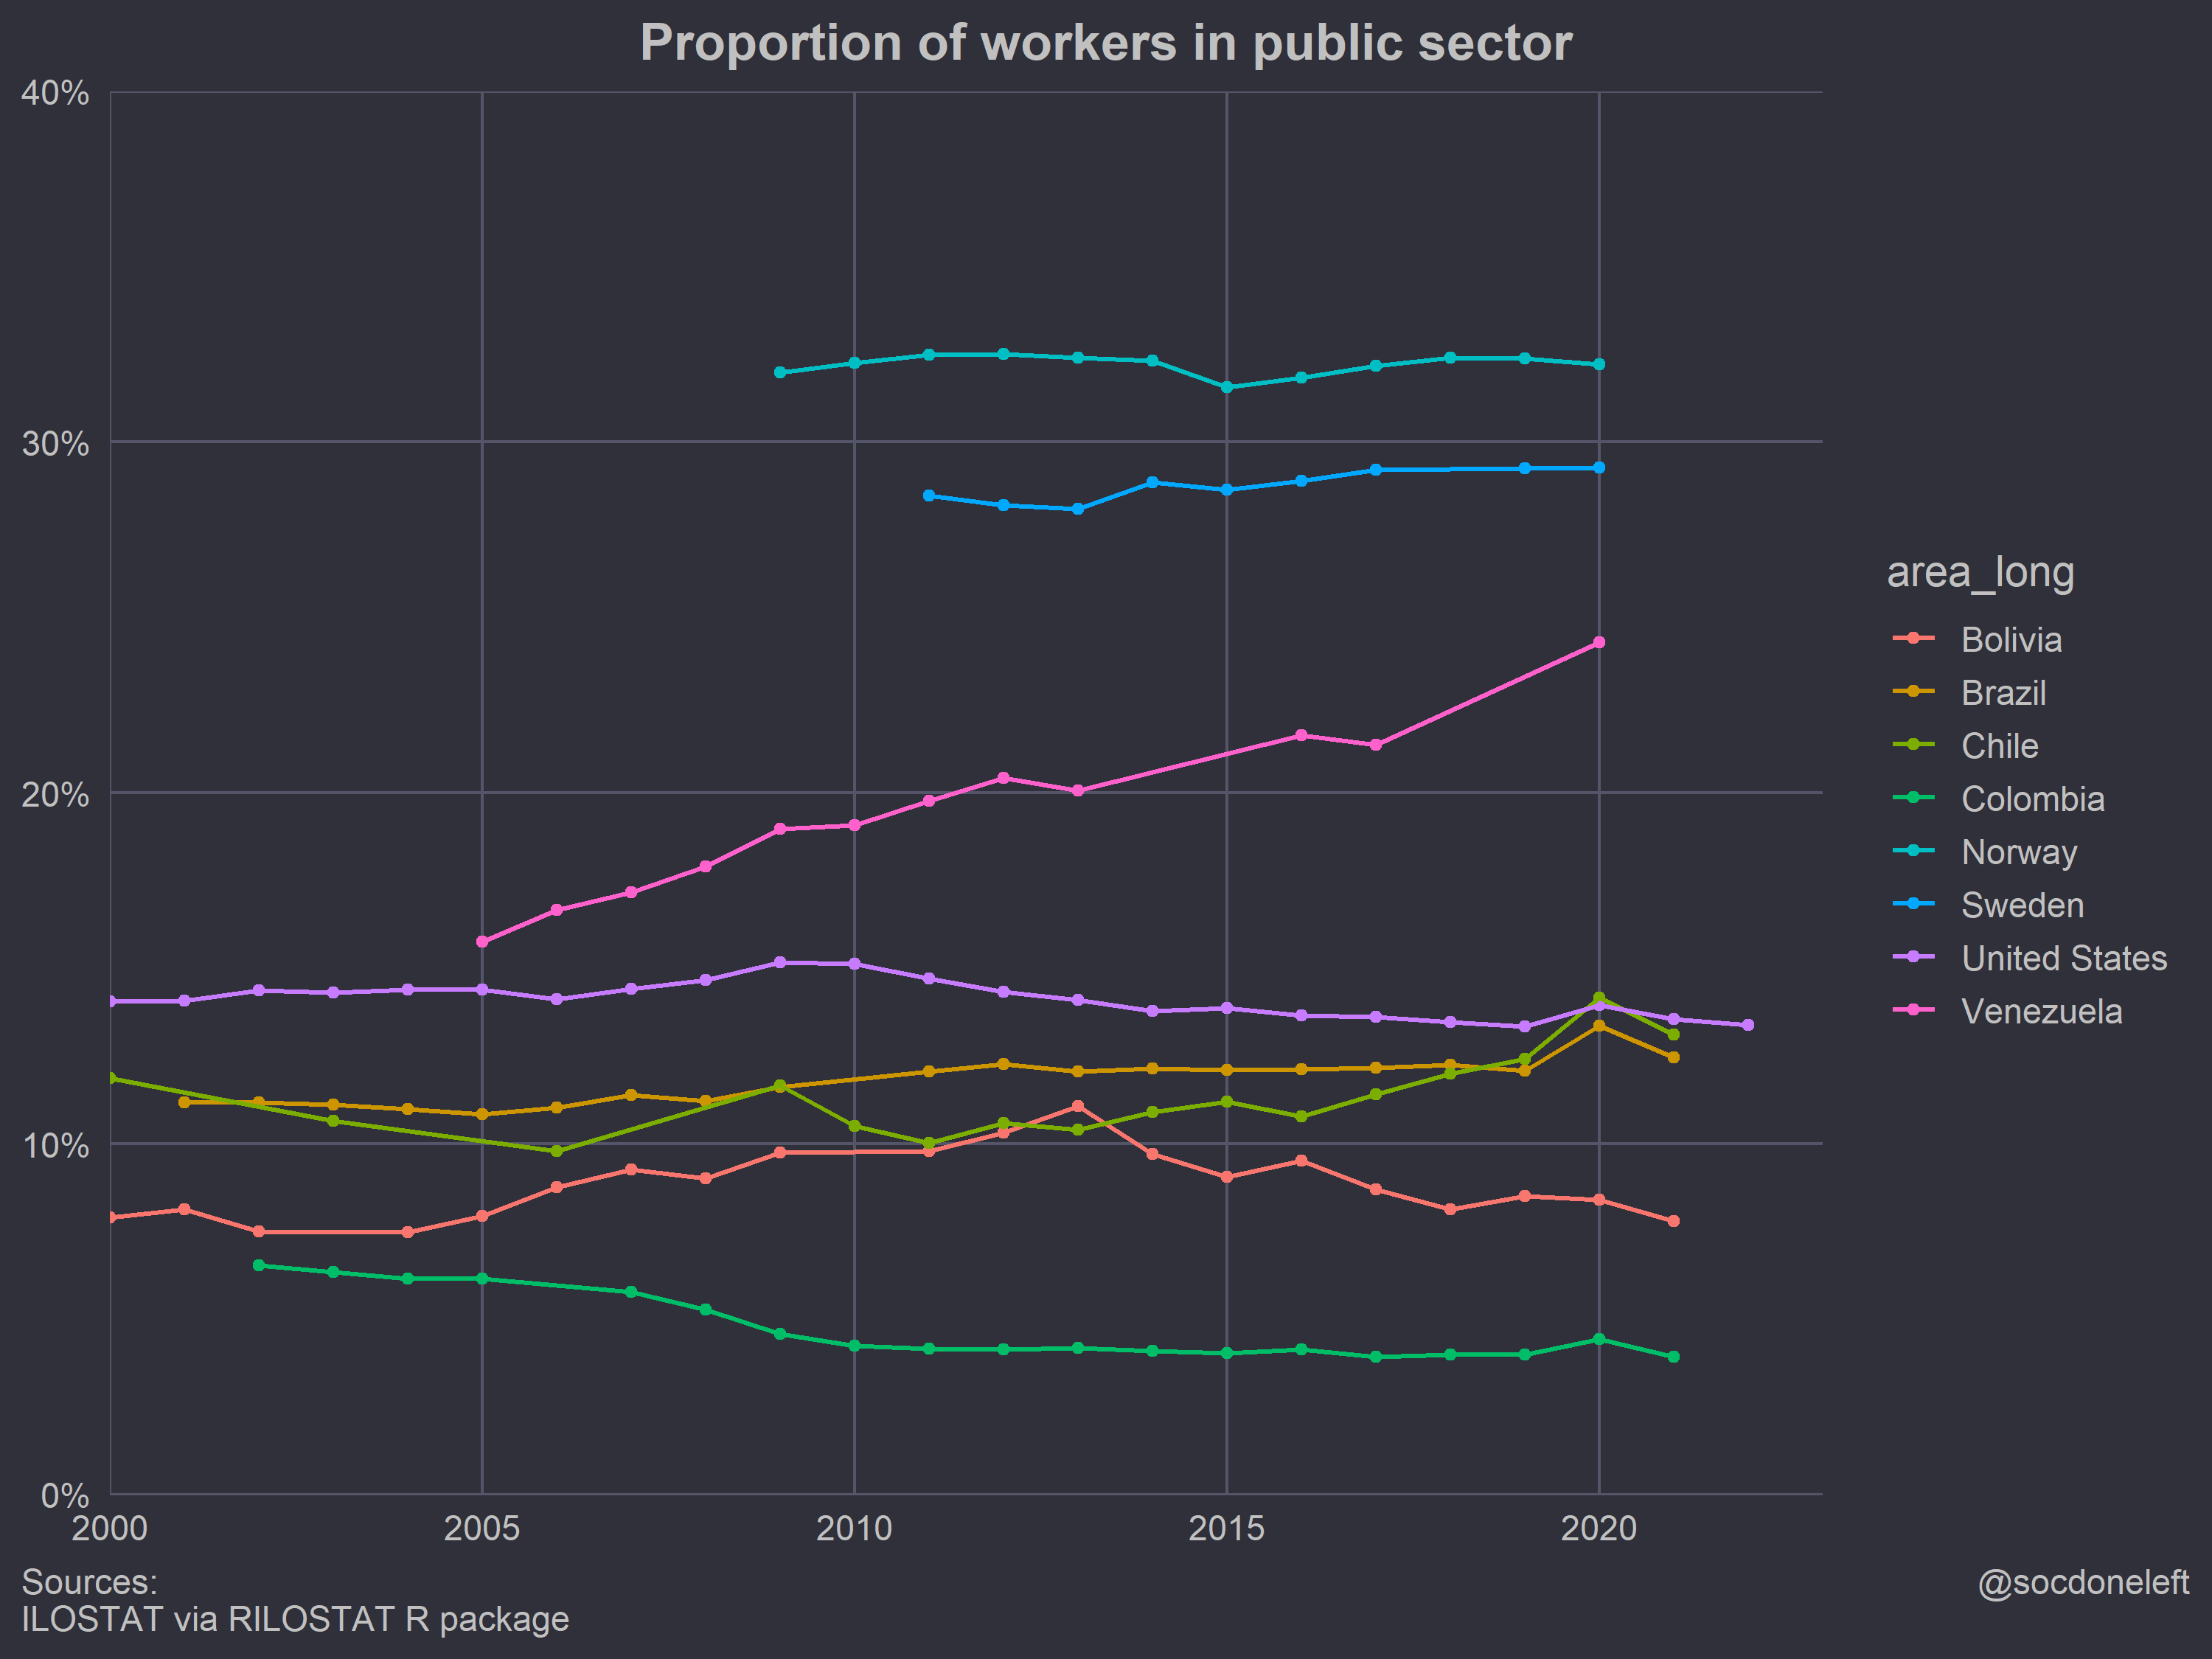 Proportion of workers in public sector
40%
30%
20%
10%
0%
2000 2005 2010 2015 2020
area_long
Bolivia
Brazil
Chile
Colombia
Norway
Sweden
United States
Venezuela
Sources:
ILOSTAT via RILOSTAT R package
@socdoneleft